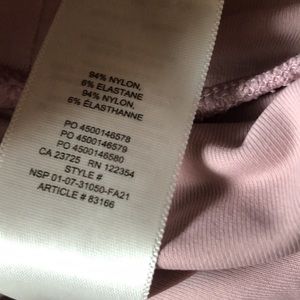 94% NYLON,
6% ELASTANE
94% NYLON,
6% ÉLASTHANNE
PO 4500146578
PO 4500146579
PO 4500146580
CA 23725 RN 122354
STYLE #
NSP 01-07-31050-FA21
ARTICLE # 83166